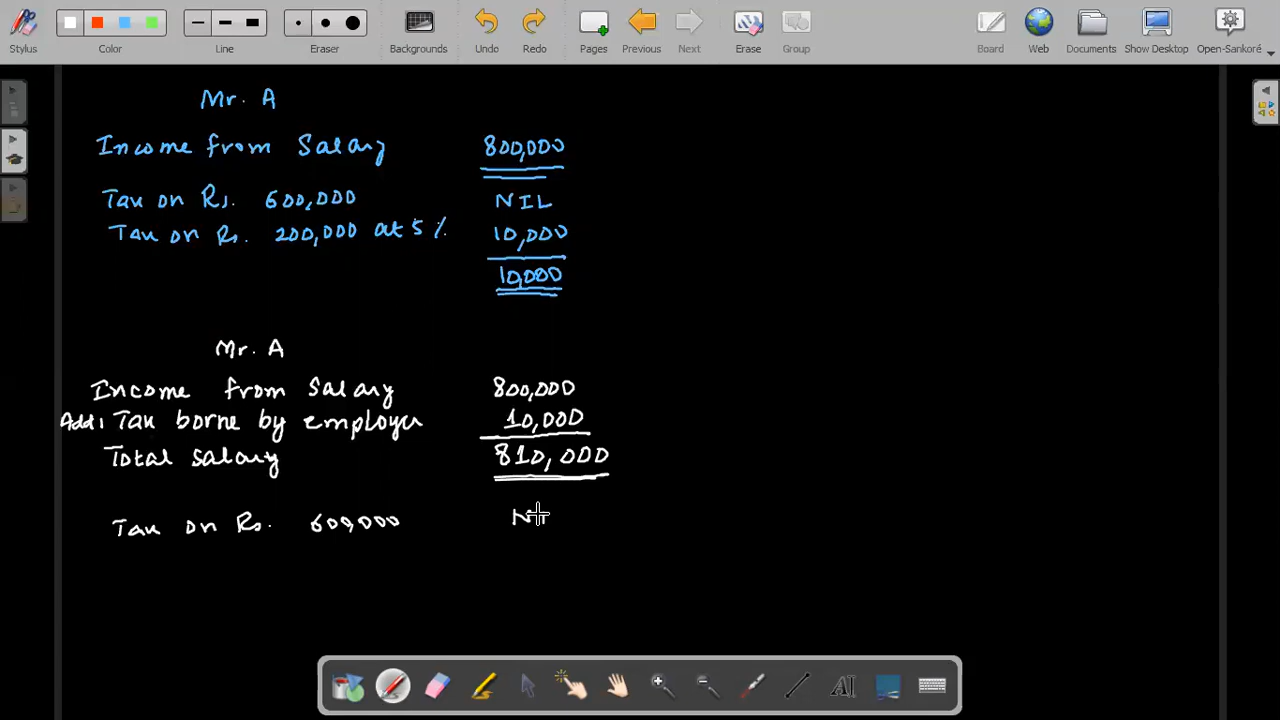 Stylus
Color
Line
Eraser
Backgrounds
Undo
Redo
Pages
Previous
Next
Erase
Group
Board
Web
Documents
Show Desktop
Open-Sankoré
Mr. A
Income from Salary 800,000
Tax on Rs. 600,000 NIL
Tax on Rs. 200,000 at 5% 10,000
10,000
Mr. A
Income from Salary 800,000
Add: Tax borne by employer 10,000
Total Salary 810,000
Tax on Rs. 600,000